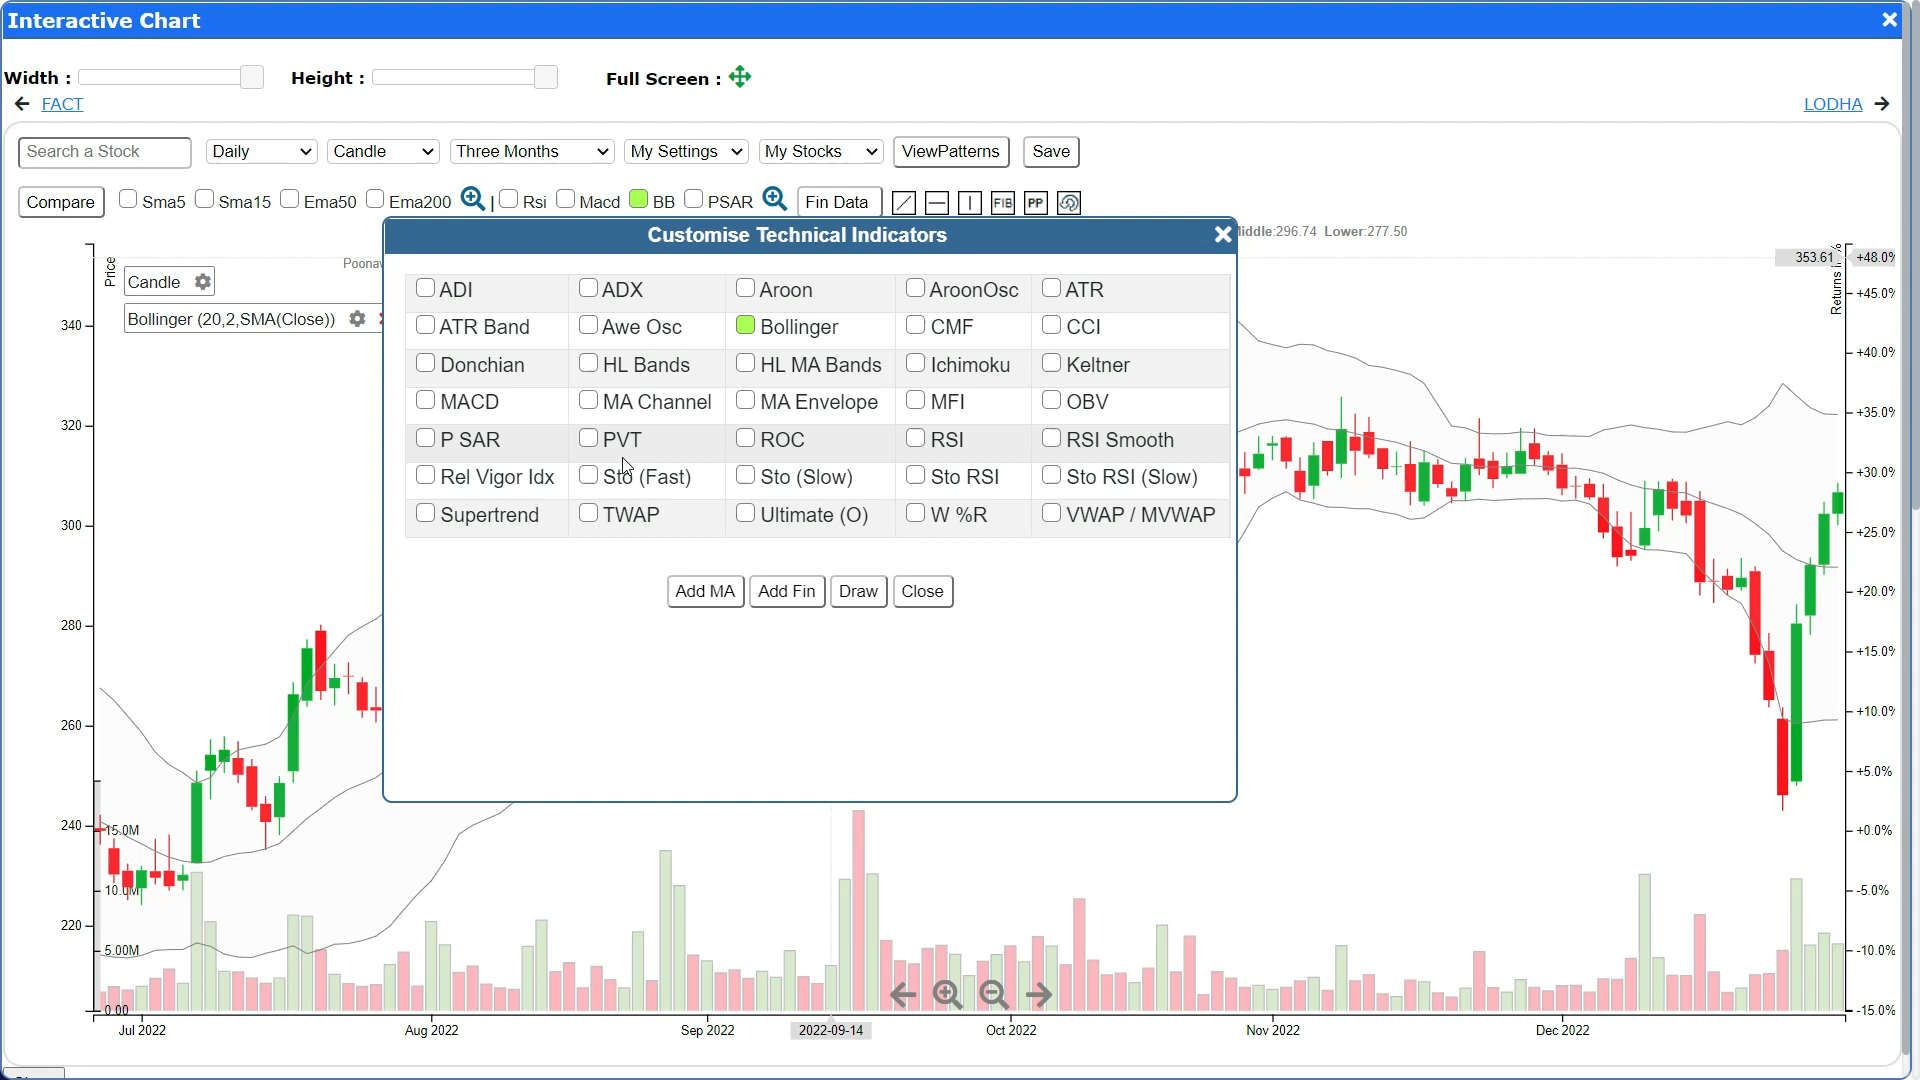 Interactive Chart
Width : Height : Full Screen :
FACT LODHA
Search a Stock Daily Candle Three Months My Settings My Stocks ViewPatterns Save
Compare Sma5 Sma15 Ema50 Ema200 | Rsi Macd BB PSAR Fin Data FIB PP
Customise Technical Indicators
Lower:277.50
:296.74
Price
Candle
Bollinger (20,2,SMA(Close))
353.61 +48.0%
ADI ADX Aroon AroonOsc ATR
ATR Band Awe Osc Bollinger CMF CCI
Donchian HL Bands HL MA Bands Ichimoku Keltner
MACD MA Channel MA Envelope MFI OBV
P SAR PVT ROC RSI RSI Smooth
Rel Vigor Idx Sto (Fast) Sto (Slow) Sto RSI Sto RSI (Slow)
Supertrend TWAP Ultimate (O) W %R VWAP / MVWAP
Add MA Add Fin Draw Close
340
320
300
280
260
240
220
15.0M
10.0M
5.00M
0.00
Returns
+45.0%
+40.0%
+35.0%
+30.0%
+25.0%
+20.0%
+15.0%
+10.0%
+5.0%
+0.0%
-5.0%
-10.0%
-15.0%
Jul 2022 Aug 2022 Sep 2022 2022-09-14 Oct 2022 Nov 2022 Dec 2022